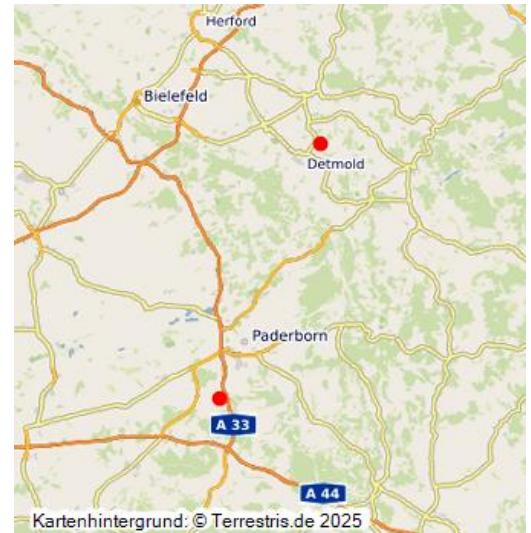 Herford
Bielefeld
Detmold
Paderborn
A 33
A 44
Kartenhintergrund: © Terrestris.de 2025